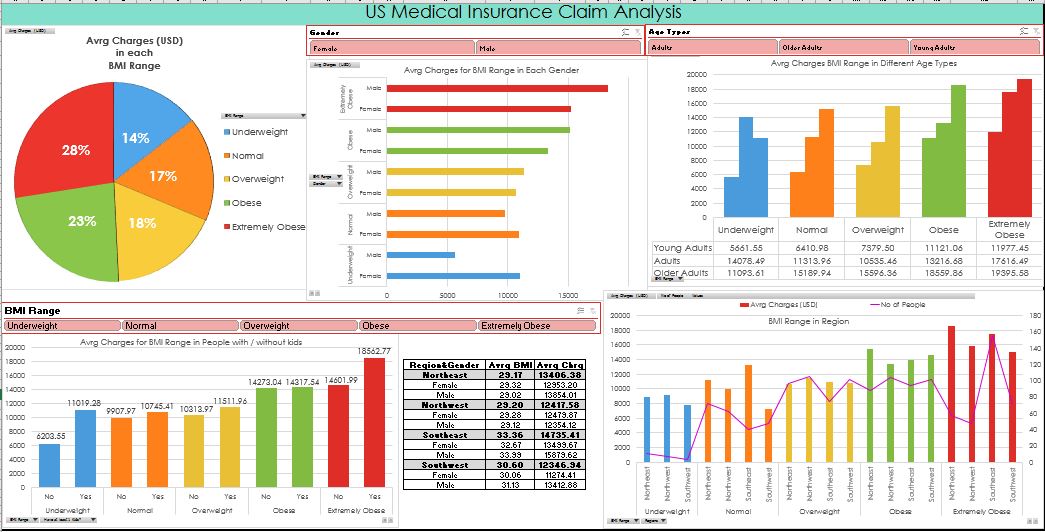 US Medical Insurance Claim Analysis
Avrg Charges (USD)
Avrg Charges (USD)
in each
BMI Range
28%
14%
17%
18%
23%
BMI Range
Underweight
Normal
Overweight
Obese
Extremely Obese
Gender
Female
Male
Avrg Charges (USD)
Avrg Charges for BMI Range in Each Gender
Extremely Obese
Male
Female
Obese
Male
Female
Overweight
Male
Female
Normal
Male
Female
Underweight
Male
Female
BMI Range
Gender
0 5000 10000 15000
Age Types
Adults
Older Adults
Young Adults
Avrg Charges BMI Range in Different Age Types
20000
18000
16000
14000
12000
10000
8000
6000
4000
2000
0
Underweight Normal Overweight Obese Extremely Obese
Young Adults 5661.55 6410.98 7379.50 11121.06 11977.45
Adults 14078.49 11313.96 10535.46 13216.68 17616.49
Older Adults 11093.61 15189.94 15596.36 18559.86 19395.58
BMI Range
BMI Range
Underweight
Normal
Overweight
Obese
Extremely Obese
Avrg Charges for BMI Range in People with / without kids
20000
18000
16000
14000
12000
10000
8000
6000
4000
2000
0
6203.55
11019.28
9907.97
10745.41
10313.97
11511.96
14273.04
14317.54
14601.99
18562.77
No Yes No Yes No Yes No Yes No Yes
Underweight Normal Overweight Obese Extremely Obese
BMI Range
Region&Gender Avrg BMI Avrg Chrg
Northeast 29.17 13406.38
Female 29.32 12953.20
Male 29.02 13854.01
Northwest 29.20 12417.58
Female 29.28 12479.87
Male 29.12 12354.12
Southeast 33.36 14735.41
Female 32.67 13499.67
Male 33.99 15879.62
Southwest 30.60 12346.94
Female 30.06 11274.41
Male 31.13 13412.88
Avrg Charges (USD) No of People Values
Avrg Charges (USD) No of People
BMI Range in Region
20000
18000
16000
14000
12000
10000
8000
6000
4000
2000
0
180
160
140
120
100
80
60
40
20
0
Northeast Northwest Southwest
Northeast Northwest Southeast Southwest
Northeast Northwest Southeast Southwest
Northeast Northwest Southeast Southwest
Northeast Northwest Southeast Southwest
Underweight Normal Overweight Obese Extremely Obese
BMI Range Regions